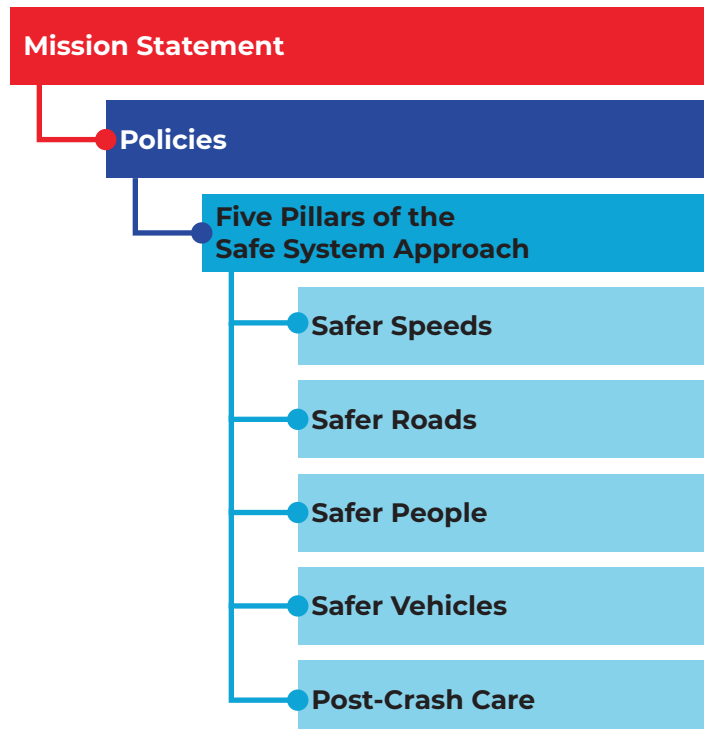 Mission Statement
Policies
Five Pillars of the
Safe System Approach
Safer Speeds
Safer Roads
Safer People
Safer Vehicles
Post-Crash Care